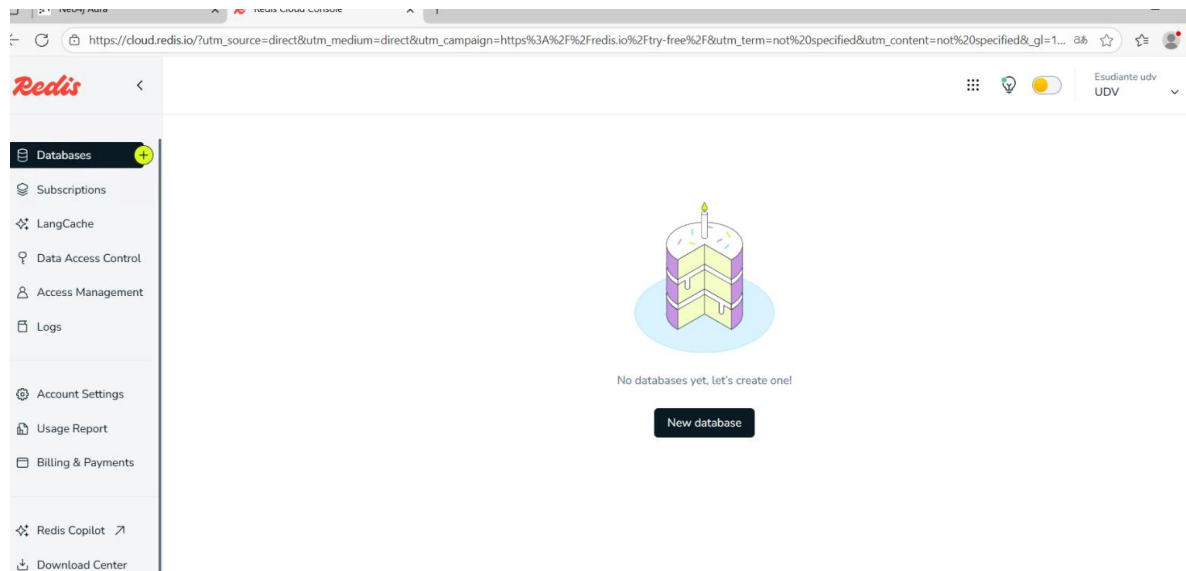 Neo4j Aura
Redis Cloud Console
https://cloud.redis.io/?utm_source=direct&utm_medium=direct&utm_campaign=https%3A%2F%2Fredis.io%2Ftry-free%2F&utm_term=not%20specified&utm_content=not%20specified&_gl=1...
Redis
Esudiante udv
UDV
Databases
Subscriptions
LangCache
Data Access Control
Access Management
Logs
Account Settings
Usage Report
Billing & Payments
Redis Copilot
Download Center
No databases yet, let's create one!
New database